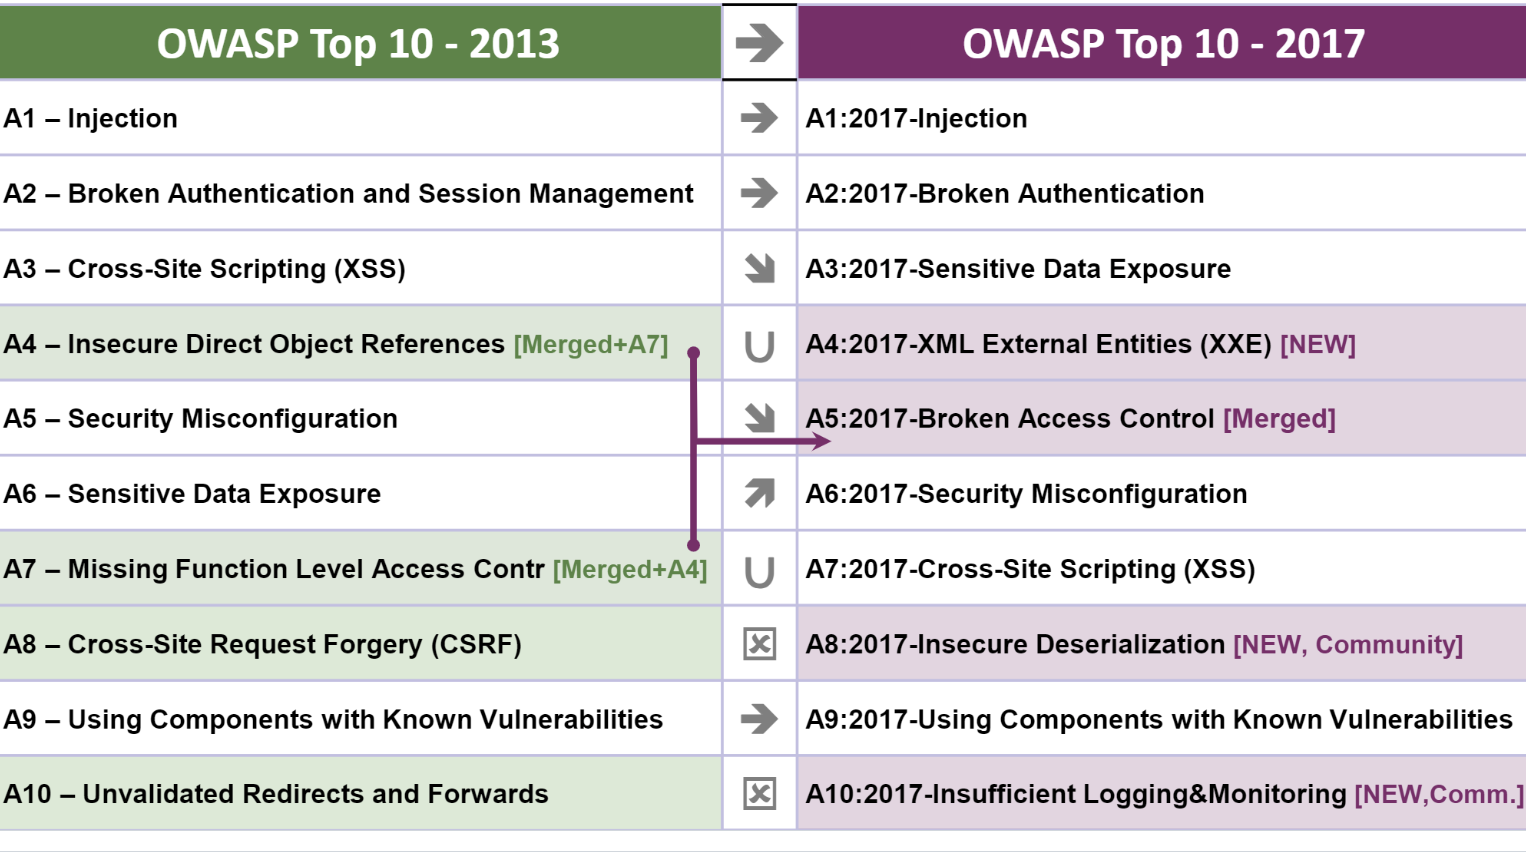 OWASP Top 10 - 2013
OWASP Top 10 - 2017
A1 – Injection
A1:2017-Injection
A2 – Broken Authentication and Session Management
A2:2017-Broken Authentication
A3 – Cross-Site Scripting (XSS)
A3:2017-Sensitive Data Exposure
A4 – Insecure Direct Object References [Merged+A7]
A4:2017-XML External Entities (XXE) [NEW]
A5 – Security Misconfiguration
A5:2017-Broken Access Control [Merged]
A6 – Sensitive Data Exposure
A6:2017-Security Misconfiguration
A7 – Missing Function Level Access Contr [Merged+A4]
A7:2017-Cross-Site Scripting (XSS)
A8 – Cross-Site Request Forgery (CSRF)
A8:2017-Insecure Deserialization [NEW, Community]
A9 – Using Components with Known Vulnerabilities
A9:2017-Using Components with Known Vulnerabilities
A10 – Unvalidated Redirects and Forwards
A10:2017-Insufficient Logging&Monitoring [NEW,Comm.]